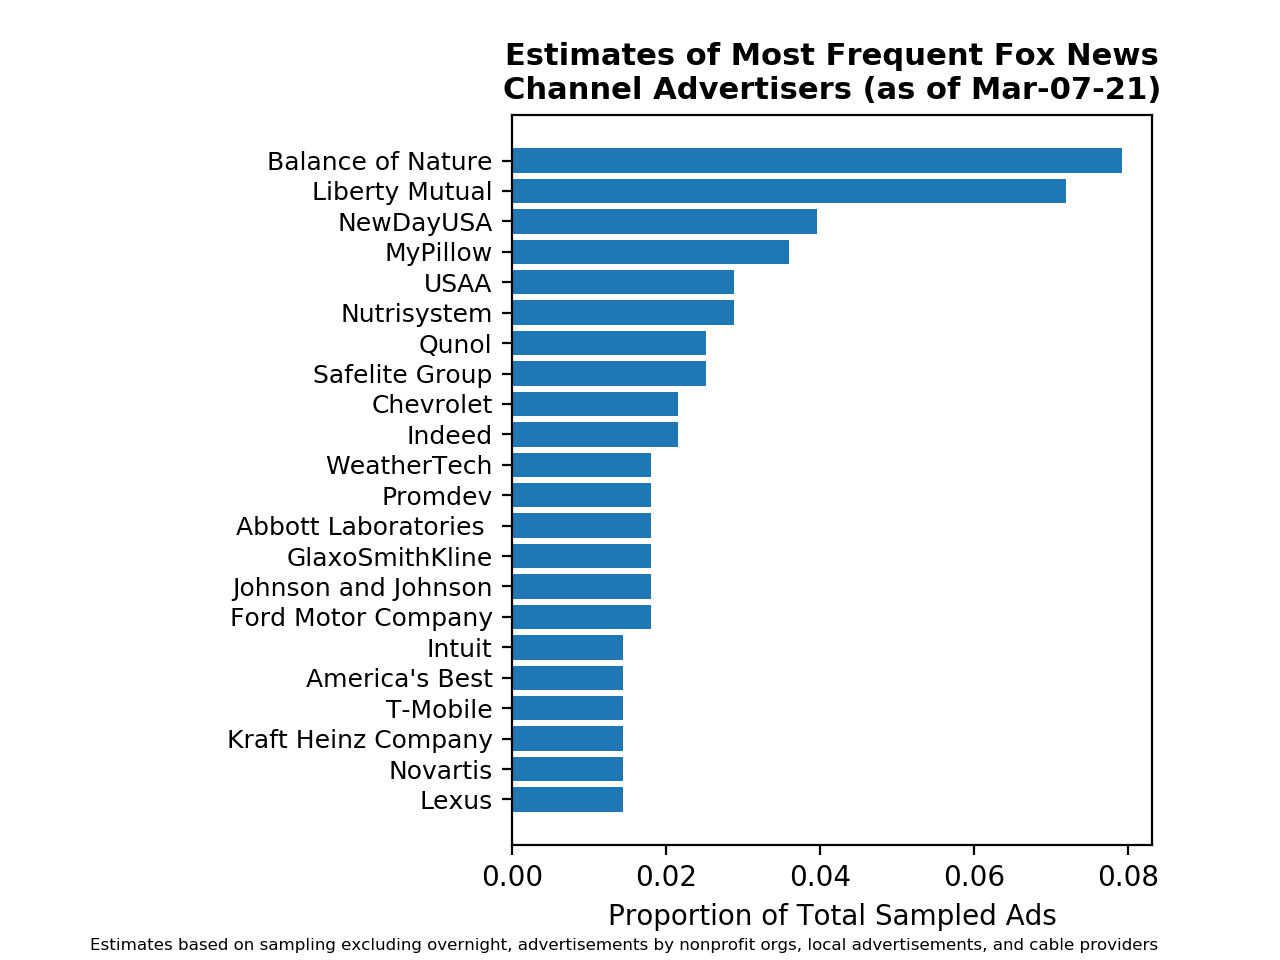 Estimates of Most Frequent Fox News
Channel Advertisers (as of Mar-07-21)
Balance of Nature
Liberty Mutual
NewDayUSA
MyPillow
USAA
Nutrisystem
Qunol
Safelite Group
Chevrolet
Indeed
WeatherTech
Promdev
Abbott Laboratories
GlaxoSmithKline
Johnson and Johnson
Ford Motor Company
Intuit
America's Best
T-Mobile
Kraft Heinz Company
Novartis
Lexus
0.00 0.02 0.04 0.06 0.08
Proportion of Total Sampled Ads
Estimates based on sampling excluding overnight, advertisements by nonprofit orgs, local advertisements, and cable providers